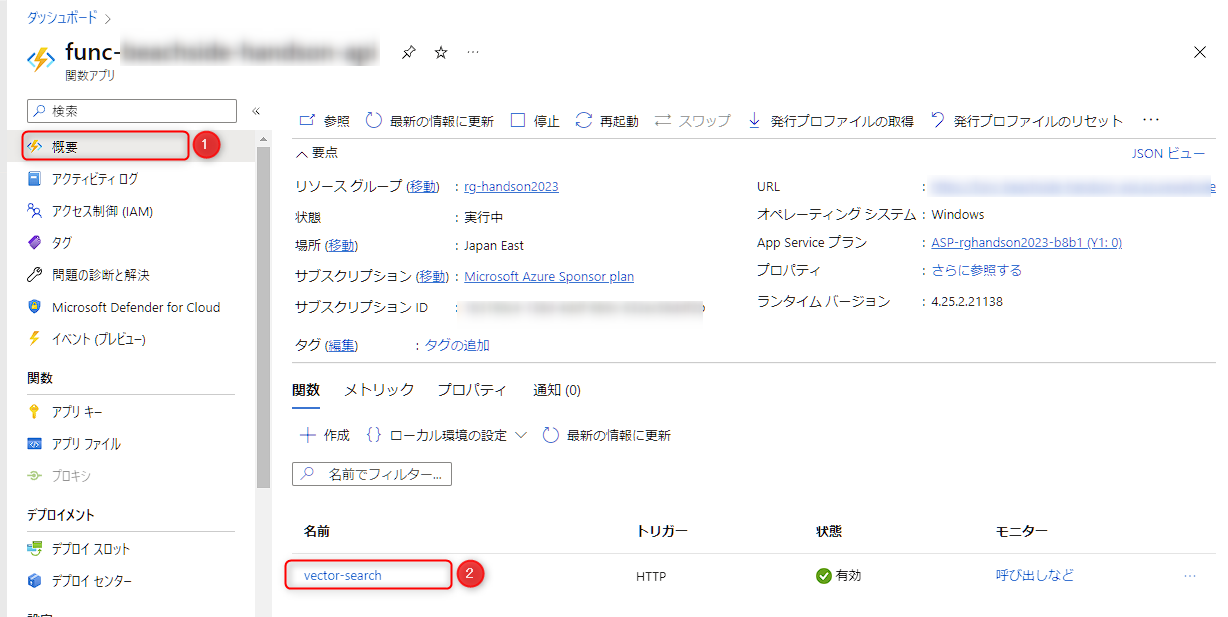 ダッシュボード >
func-
関数アプリ
検索
概要 1
アクティビティ ログ
アクセス制御 (IAM)
タグ
問題の診断と解決
Microsoft Defender for Cloud
イベント (プレビュー)
関数
アプリ キー
アプリ ファイル
プロキシ
デプロイメント
デプロイ スロット
デプロイ センター
設定
参照 最新の情報に更新 停止 再起動 スワップ 発行プロファイルの取得 発行プロファイルのリセット ...
要点 JSON ビュー
リソース グループ (移動) : rg-handson2023
状態 : 実行中
場所 (移動) : Japan East
サブスクリプション (移動) : Microsoft Azure Sponsor plan
サブスクリプション ID :
タグ (編集) : タグの追加
URL :
オペレーティング システム : Windows
App Service プラン : ASP-rghandson2023-b8b1 (Y1: 0)
プロパティ : さらに参照する
ランタイム バージョン : 4.25.2.21138
関数 メトリック プロパティ 通知 (0)
作成 {} ローカル環境の設定 最新の情報に更新
名前でフィルター...
名前 トリガー 状態 モニター
vector-search 2 HTTP 有効 呼び出しなど ...